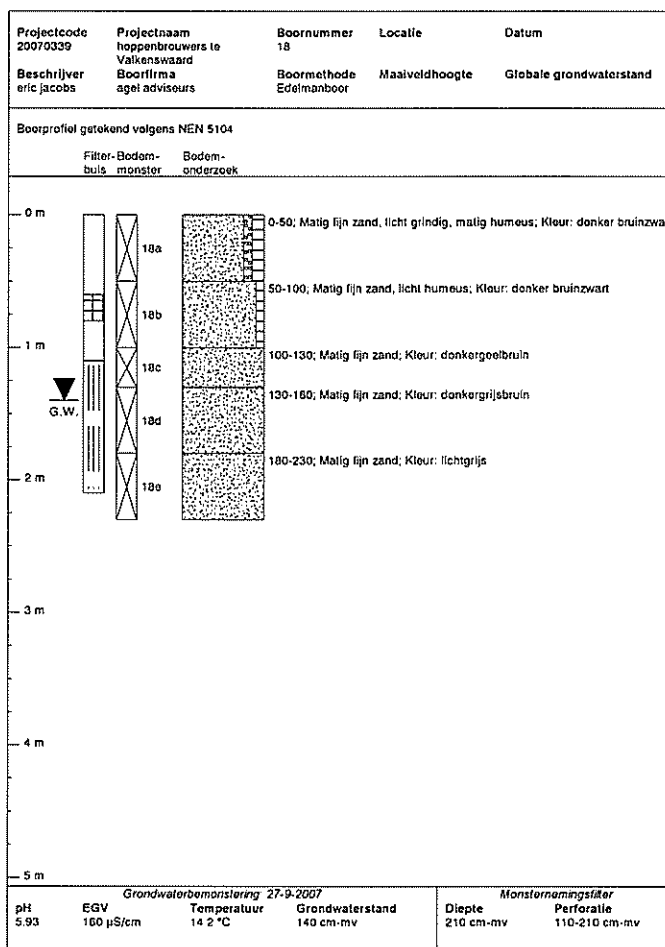 Projectcode Projectnaam Boornummer Locatie Datum
20070339 hoppenbrouwers te 18
Valkenswaard
Beschrijver Boorfirma Boormethode Maaiveldhoogte Globale grondwaterstand
eric jacobs agel adviseurs Edelmanboor
Boorprofiel getekend volgens NEN 5104
Filter- Bodem- Bodem-
buis monster onderzoek
0 m
0-50; Matig fijn zand, licht grindig, matig humeus; Kleur: donker bruinzwa
18a
50-100; Matig fijn zand, licht humeus; Kleur: donker bruinzwart
18b
1 m
100-130; Matig fijn zand; Kleur: donkergeelbruin
18c
130-180; Matig fijn zand; Kleur: donkergrijsbruin
G.W.
18d
180-230; Matig fijn zand; Kleur: lichtgrijs
2 m
18e
3 m
4 m
5 m
Grondwaterbemonstering 27-9-2007 Monsternemingsfilter
pH EGV Temperatuur Grondwaterstand Diepte Perforatie
5.93 160 µS/cm 14.2 °C 140 cm-mv 210 cm-mv 110-210 cm-mv